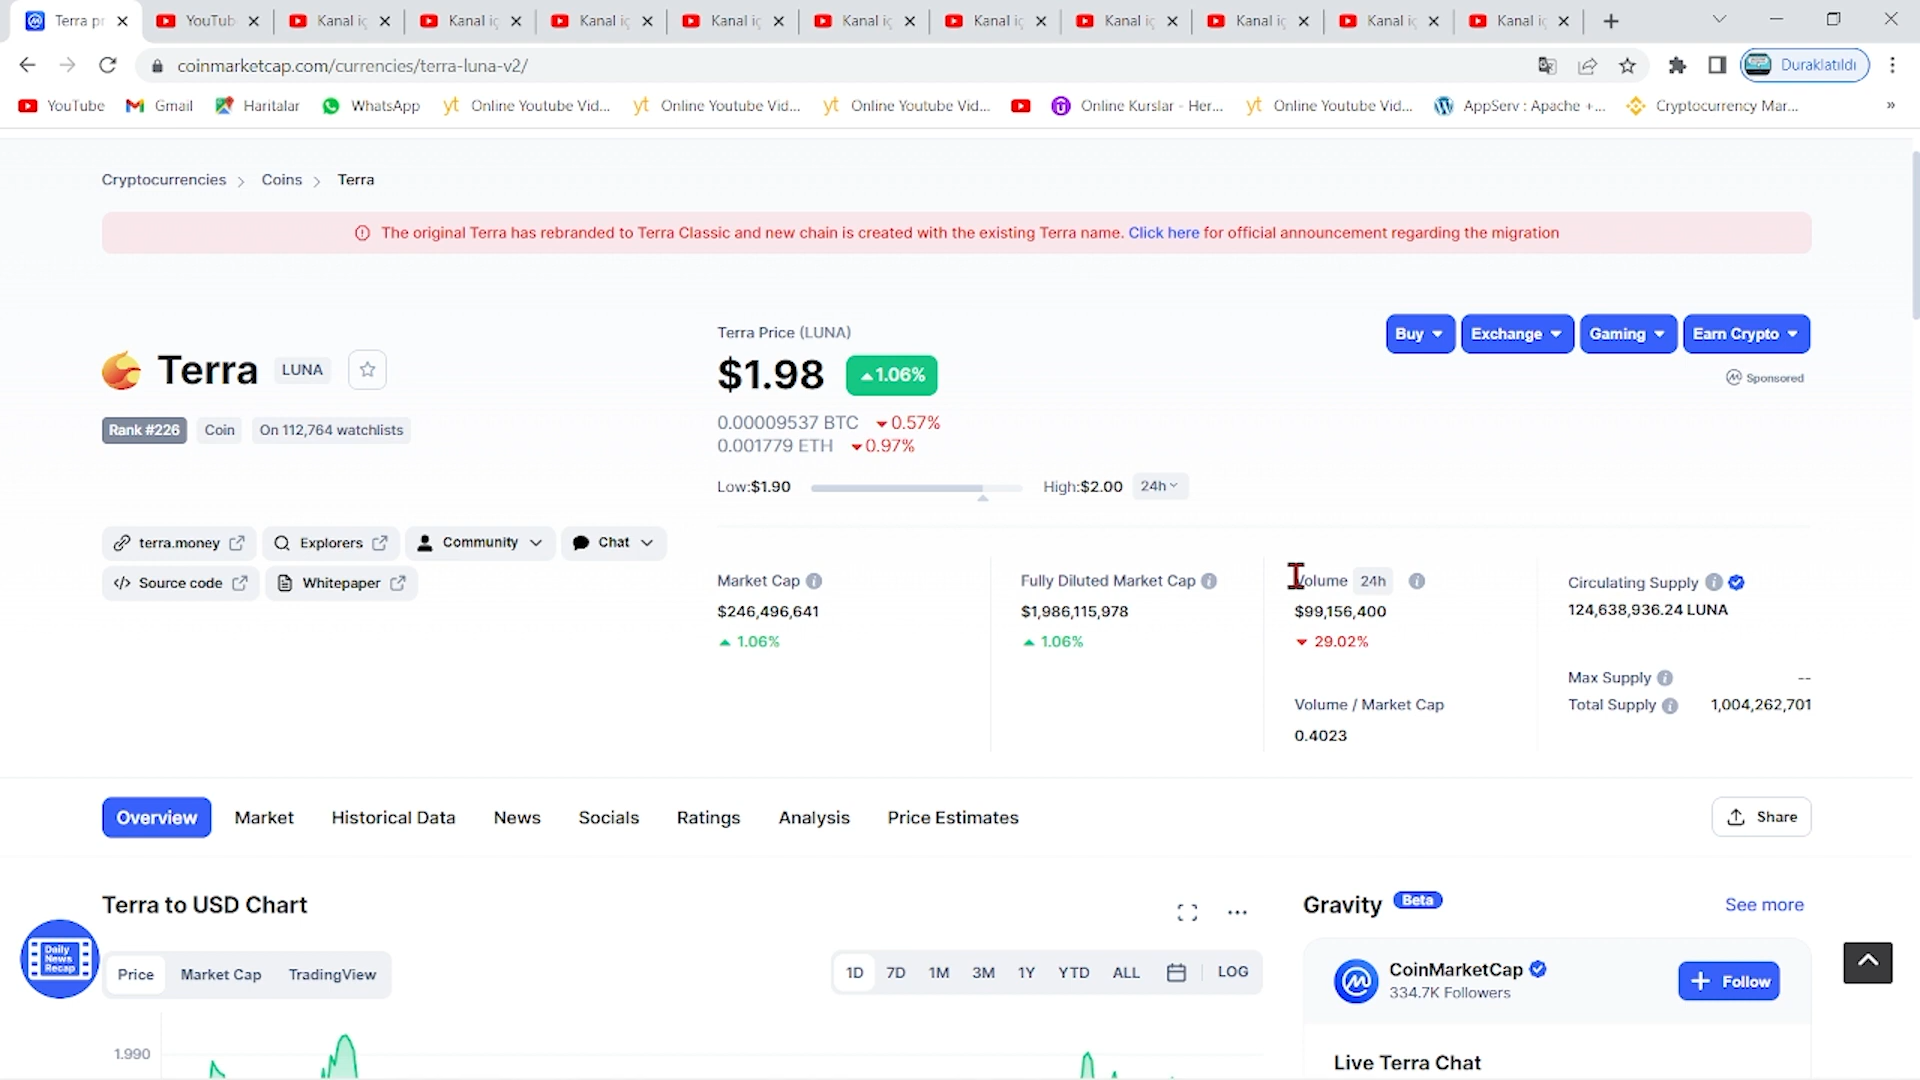 Terra pr
YouTub
Kanal iç
Kanal iç
Kanal iç
Kanal iç
Kanal iç
Kanal iç
Kanal iç
Kanal iç
Kanal iç
Kanal iç
coinmarketcap.com/currencies/terra-luna-v2/
Duraklatıldı
YouTube
Gmail
Haritalar
WhatsApp
yt Online Youtube Vid...
yt Online Youtube Vid...
yt Online Youtube Vid...
Online Kurslar - Her...
yt Online Youtube Vid...
AppServ : Apache +...
Cryptocurrency Mar...
»
Cryptocurrencies > Coins > Terra
The original Terra has rebranded to Terra Classic and new chain is created with the existing Terra name. Click here for official announcement regarding the migration
Terra LUNA
Rank #226
Coin
On 112,764 watchlists
terra.money
Explorers
Community
Chat
Source code
Whitepaper
Terra Price (LUNA)
$1.98
1.06%
0.00009537 BTC 0.57%
0.001779 ETH 0.97%
Low:$1.90
High:$2.00
24h
Buy
Exchange
Gaming
Earn Crypto
Sponsored
Market Cap
$246,496,641
1.06%
Fully Diluted Market Cap
$1,986,115,978
1.06%
Volume 24h
$99,156,400
29.02%
Volume / Market Cap
0.4023
Circulating Supply
124,638,936.24 LUNA
Max Supply --
Total Supply 1,004,262,701
Overview
Market
Historical Data
News
Socials
Ratings
Analysis
Price Estimates
Share
Terra to USD Chart
Daily
News
Recap
Price
Market Cap
TradingView
1D
7D
1M
3M
1Y
YTD
ALL
LOG
1.990
Gravity Beta
See more
CoinMarketCap
334.7K Followers
+ Follow
Live Terra Chat